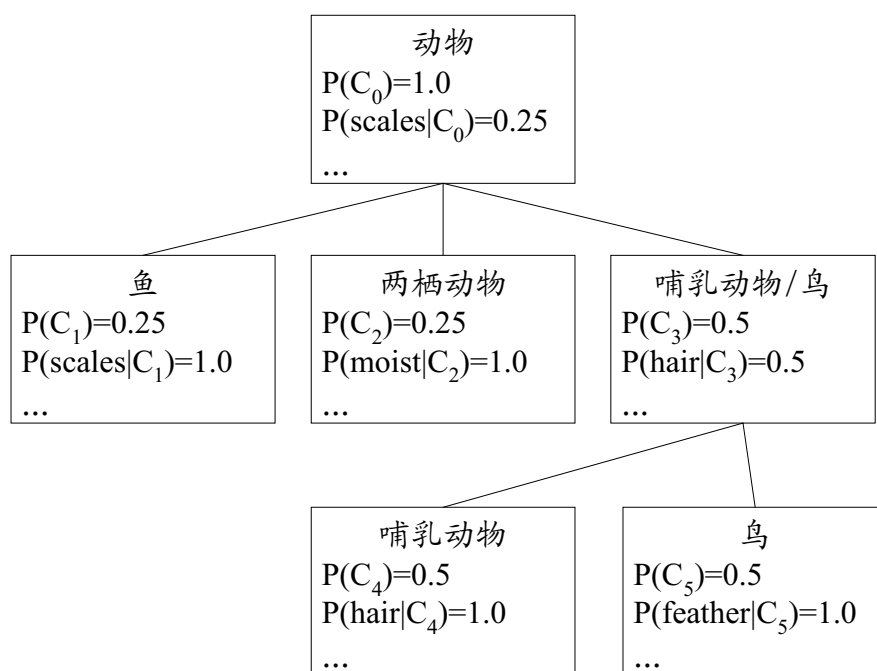 动物
P(C₀)=1.0
P(scales|C₀)=0.25
...
鱼
P(C₁)=0.25
P(scales|C₁)=1.0
...
两栖动物
P(C₂)=0.25
P(moist|C₂)=1.0
...
哺乳动物/鸟
P(C₃)=0.5
P(hair|C₃)=0.5
...
哺乳动物
P(C₄)=0.5
P(hair|C₄)=1.0
...
鸟
P(C₅)=0.5
P(feather|C₅)=1.0
...